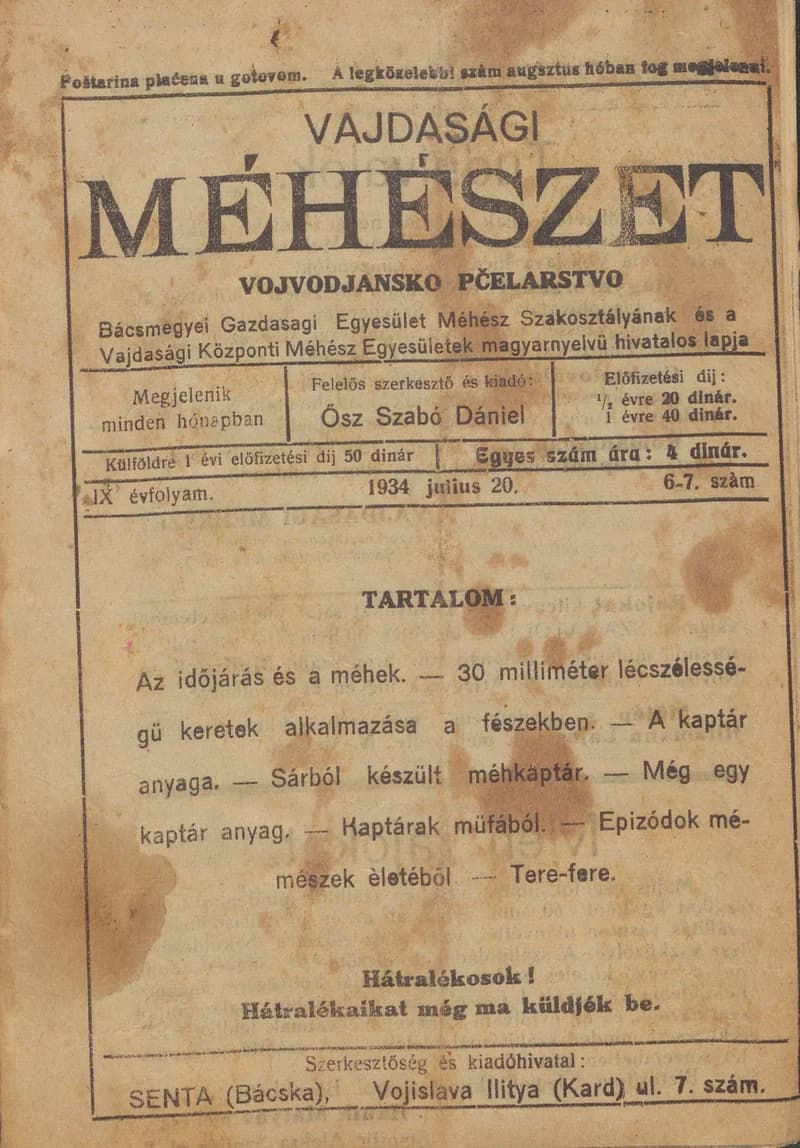 Poštarina plaćena u gotovom. A legközelebbi szám augsztus hóban fog megjelenni.
VAJDASÁGI
MÉHÉSZET
VOJVODJANSKO PČELARSTVO
Bácsmegyei Gazdasagi Egyesület Méhész Szakosztályának és a
Vajdasági Központi Méhész Egyesületek magyarnyelvü hivatalos lapja
Megjelenik
minden hónapban
Felelős szerkesztő és kiadó:
Ősz Szabó Dániel
Előfizetési dij:
1/2 évre 20 dinár.
1 évre 40 dinár.
Külföldre 1 évi előfizetési dij 50 dinár | Egyes szám ára: 4 dinár.
IX évfolyam. 1934 julius 20. 6-7. szàm
TARTALOM:
Az időjárás és a méhek. — 30 milliméter lécszélessé-
gü keretek alkalmazása a fészekben. — A kaptár
anyaga. — Sárból készült méhkaptár. — Még egy
kaptár anyag. — Kaptárak müfából. — Epizódok mé-
mészek èletéből — Tere-fere.
Hátralékosok!
Hátralékaikat még ma küldjék be.
Szerkesztőség és kiadóhivatal:
SENTA (Bácska), Vojislava Ilitya (Kard) ul. 7. szám.